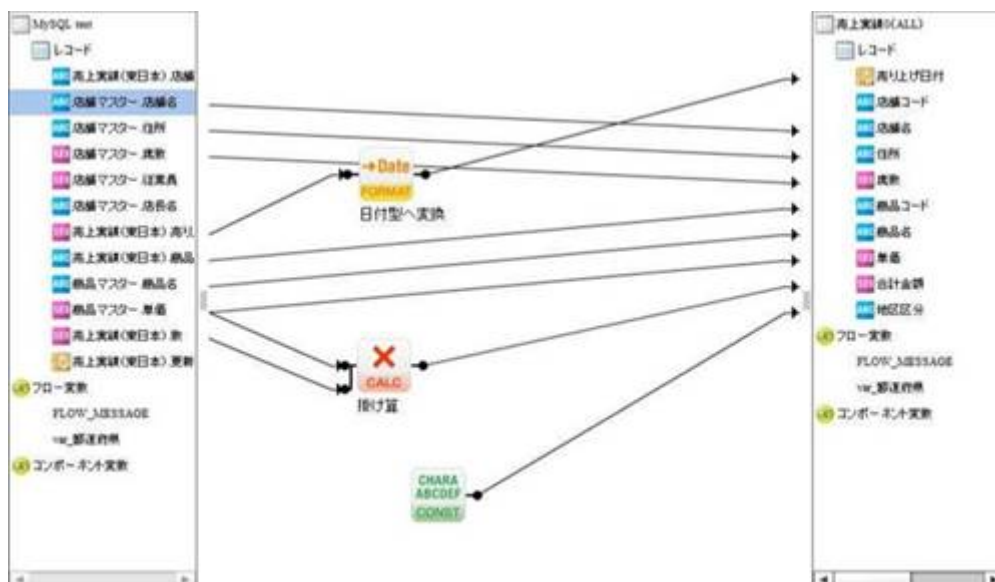 MySQL test
レコード
売上実績(東日本).店舗
店舗マスター.店舗名
店舗マスター.住所
店舗マスター.席数
店舗マスター.従業員
店舗マスター.店長名
売上実績(東日本).売り
売上実績(東日本).商品
商品マスター.商品名
商品マスター.単価
売上実績(東日本).数
売上実績(東日本).更新
フロー変数
FLOW_MESSAGE
var_都道府県
コンポーネント変数
→Date
FORMAT
日付型へ変換
CALC
掛け算
CHARA
ABCDEF
CONST
レコード
売り上げ日付
店舗コード
店舗名
住所
席数
商品コード
商品名
単価
合計金額
地区区分
フロー変数
FLOW_MESSAGE
var_都道府県
コンポーネント変数